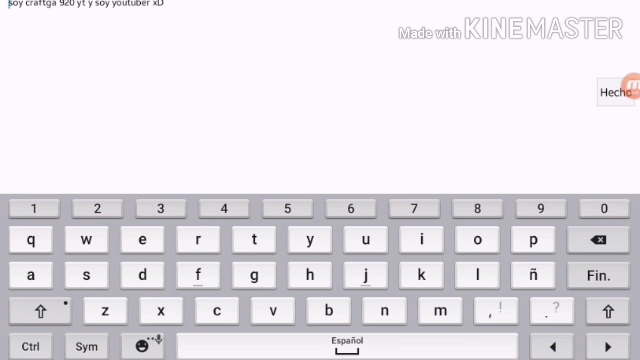 soy craftga 920 yt y soy youtuber xD
Made with KINEMASTER
Hecho
1 2 3 4 5 6 7 8 9 0
q w e r t y u i o p
a s d f g h j k l ñ Fin.
z x c v b n m , ! . ?
Ctrl Sym Español